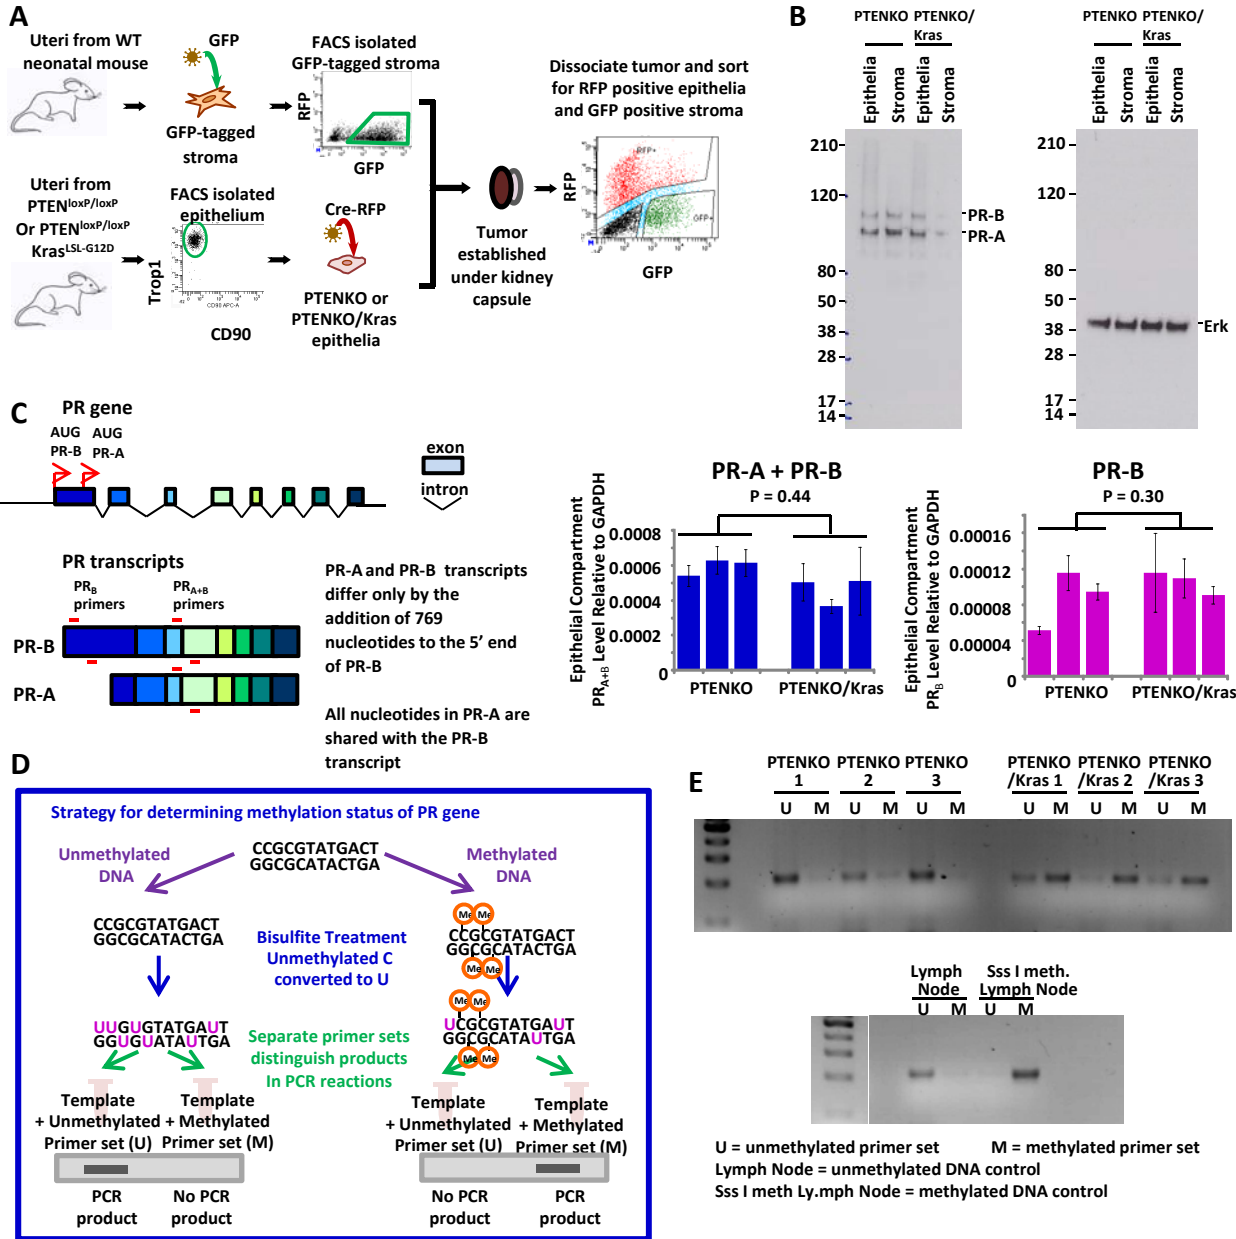 A
Uteri from WT
neonatal mouse
GFP
GFP-tagged
stroma
FACS isolated
GFP-tagged stroma
RFP
GFP
Uteri from
PTENloxP/loxP
Or PTENloxP/loxP
KrasLSL-G12D
FACS isolated
epithelium
Trop1
CD90 APC-A
CD90
Cre-RFP
PTENKO or
PTENKO/Kras
epithelia
Tumor
established
under kidney
capsule
Dissociate tumor and sort
for RFP positive epithelia
and GFP positive stroma
RFP
RFP+
GFP+
GFP
B
PTENKO PTENKO/
Kras
Epithelia
Stroma
Epithelia
Stroma
210
120
80
50
38
28
17
14
PR-B
PR-A
PTENKO PTENKO/
Kras
Epithelia
Stroma
Epithelia
Stroma
210
120
80
50
38
28
17
14
Erk
C
PR gene
AUG
PR-B
AUG
PR-A
exon
intron
PR transcripts
PRB
primers
PRA+B
primers
PR-B
PR-A
PR-A and PR-B transcripts
differ only by the
addition of 769
nucleotides to the 5' end
of PR-B
All nucleotides in PR-A are
shared with the PR-B
transcript
PR-A + PR-B
P = 0.44
Epithelial Compartment
PRA+B Level Relative to GAPDH
0.0008
0.0006
0.0004
0.0002
0
PTENKO
PTENKO/Kras
PR-B
P = 0.30
Epithelial Compartment
PRB Level Relative to GAPDH
0.00016
0.00012
0.00008
0.00004
0
PTENKO
PTENKO/Kras
D
Strategy for determining methylation status of PR gene
Unmethylated
DNA
CCGCGTATGACT
GGCGCATACTGA
Methylated
DNA
CCGCGTATGACT
GGCGCATACTGA
Me Me
CCGCGTATGACT
GGCGCATACTGA
Me Me
Bisulfite Treatment
Unmethylated C
converted to U
UUGUGTATGAUT
GGUGUATAUTGA
Me Me
UCGCGTATGAUT
GGCGCATAUTGA
Me Me
Separate primer sets
distinguish products
In PCR reactions
Template
+ Unmethylated
Primer set (U)
Template
+ Methylated
Primer set (M)
Template
+ Unmethylated
Primer set (U)
Template
+ Methylated
Primer set (M)
PCR
product
No PCR
product
No PCR
product
PCR
product
E
PTENKO
1
PTENKO
2
PTENKO
3
PTENKO
/Kras 1
PTENKO
/Kras 2
PTENKO
/Kras 3
U M U M U M U M U M U M
Lymph
Node
Sss I meth.
Lymph Node
U M U M
U = unmethylated primer set
M = methylated primer set
Lymph Node = unmethylated DNA control
Sss I meth Ly.mph Node = methylated DNA control